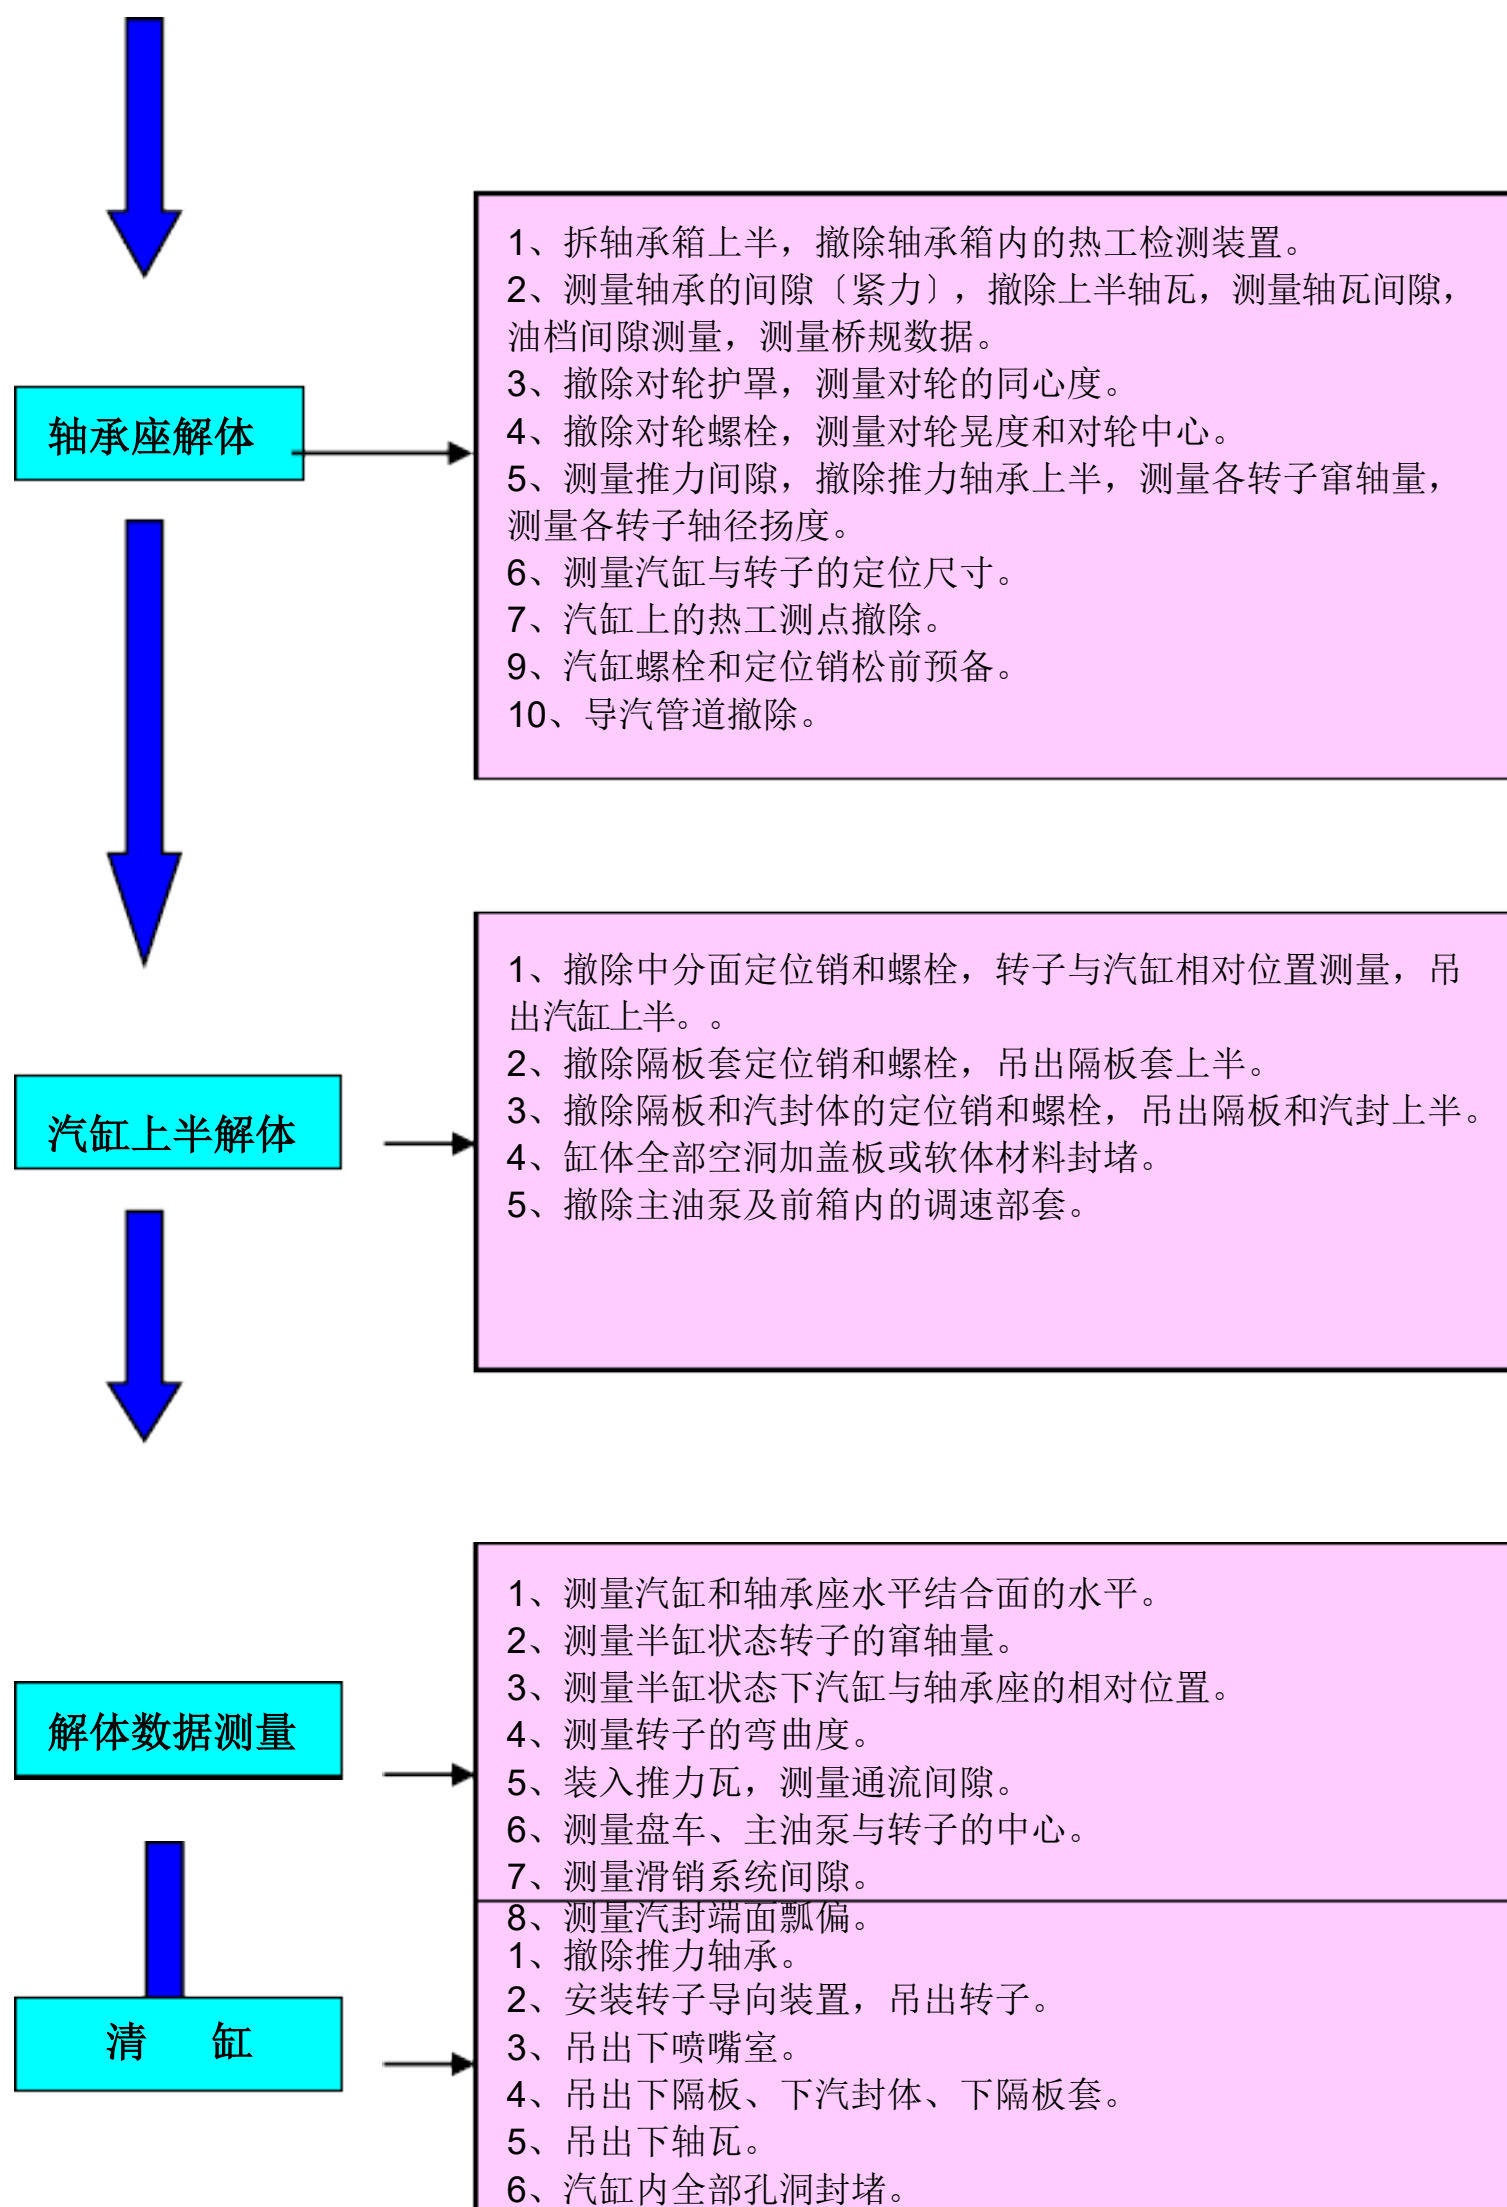 1、拆轴承箱上半，撤除轴承箱内的热工检测装置。
2、测量轴承的间隙〔紧力〕，撤除上半轴瓦，测量轴瓦间隙，
油档间隙测量，测量桥规数据。
3、撤除对轮护罩，测量对轮的同心度。
4、撤除对轮螺栓，测量对轮晃度和对轮中心。
5、测量推力间隙，撤除推力轴承上半，测量各转子窜轴量，
测量各转子轴径扬度。
6、测量汽缸与转子的定位尺寸。
7、汽缸上的热工测点撤除。
9、汽缸螺栓和定位销松前预备。
10、导汽管道撤除。
轴承座解体
1、撤除中分面定位销和螺栓，转子与汽缸相对位置测量，吊
出汽缸上半。。
2、撤除隔板套定位销和螺栓，吊出隔板套上半。
3、撤除隔板和汽封体的定位销和螺栓，吊出隔板和汽封上半。
4、缸体全部空洞加盖板或软体材料封堵。
5、撤除主油泵及前箱内的调速部套。
汽缸上半解体
1、测量汽缸和轴承座水平结合面的水平。
2、测量半缸状态转子的窜轴量。
3、测量半缸状态下汽缸与轴承座的相对位置。
4、测量转子的弯曲度。
5、装入推力瓦，测量通流间隙。
6、测量盘车、主油泵与转子的中心。
7、测量滑销系统间隙。
8、测量汽封端面瓢偏。
解体数据测量
1、撤除推力轴承。
2、安装转子导向装置，吊出转子。
3、吊出下喷嘴室。
4、吊出下隔板、下汽封体、下隔板套。
5、吊出下轴瓦。
6、汽缸内全部孔洞封堵。
清 缸